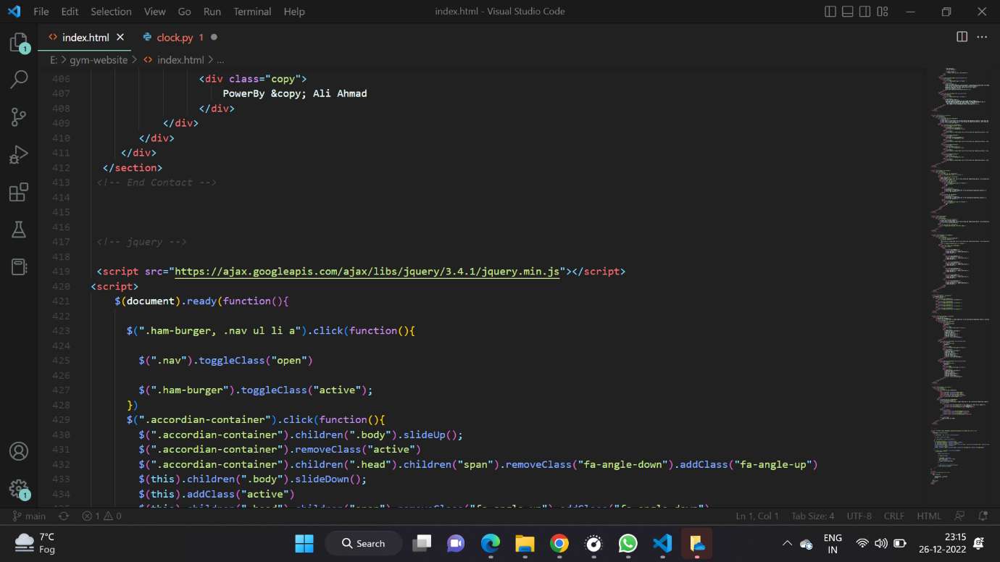 File Edit Selection View Go Run Terminal Help index.html - Visual Studio Code
index.html clock.py 1
E: > gym-website > index.html > ...
406 <div class="copy">
407 PowerBy &copy; Ali Ahmad
408 </div>
409 </div>
410 </div>
411 </div>
412 </section>
413 <!-- End Contact -->
414
415
416
417 <!-- jquery -->
418
419 <script src="https://ajax.googleapis.com/ajax/libs/jquery/3.4.1/jquery.min.js"></script>
420 <script>
421 $(document).ready(function(){
422
423 $(".ham-burger, .nav ul li a").click(function(){
424
425 $(".nav").toggleClass("open")
426
427 $(".ham-burger").toggleClass("active");
428 })
429 $(".accordian-container").click(function(){
430 $(".accordian-container").children(".body").slideUp();
431 $(".accordian-container").removeClass("active")
432 $(".accordian-container").children(".head").children("span").removeClass("fa-angle-down").addClass("fa-angle-up")
433 $(this).children(".body").slideDown();
434 $(this).addClass("active")
1
1
main 1 0 Ln 1, Col 1 Tab Size: 4 UTF-8 CRLF HTML
7°C
Fog
Search
ENG
IN
23:15
26-12-2022